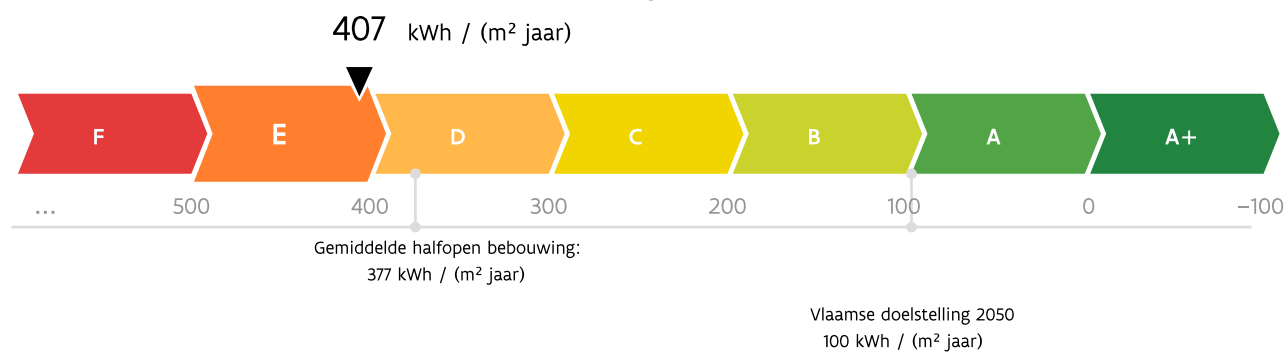 407 kWh / (m² jaar)
F E D C B A A+
... 500 400 300 200 100 0 −100
Gemiddelde halfopen bebouwing:
377 kWh / (m² jaar)
Vlaamse doelstelling 2050
100 kWh / (m² jaar)